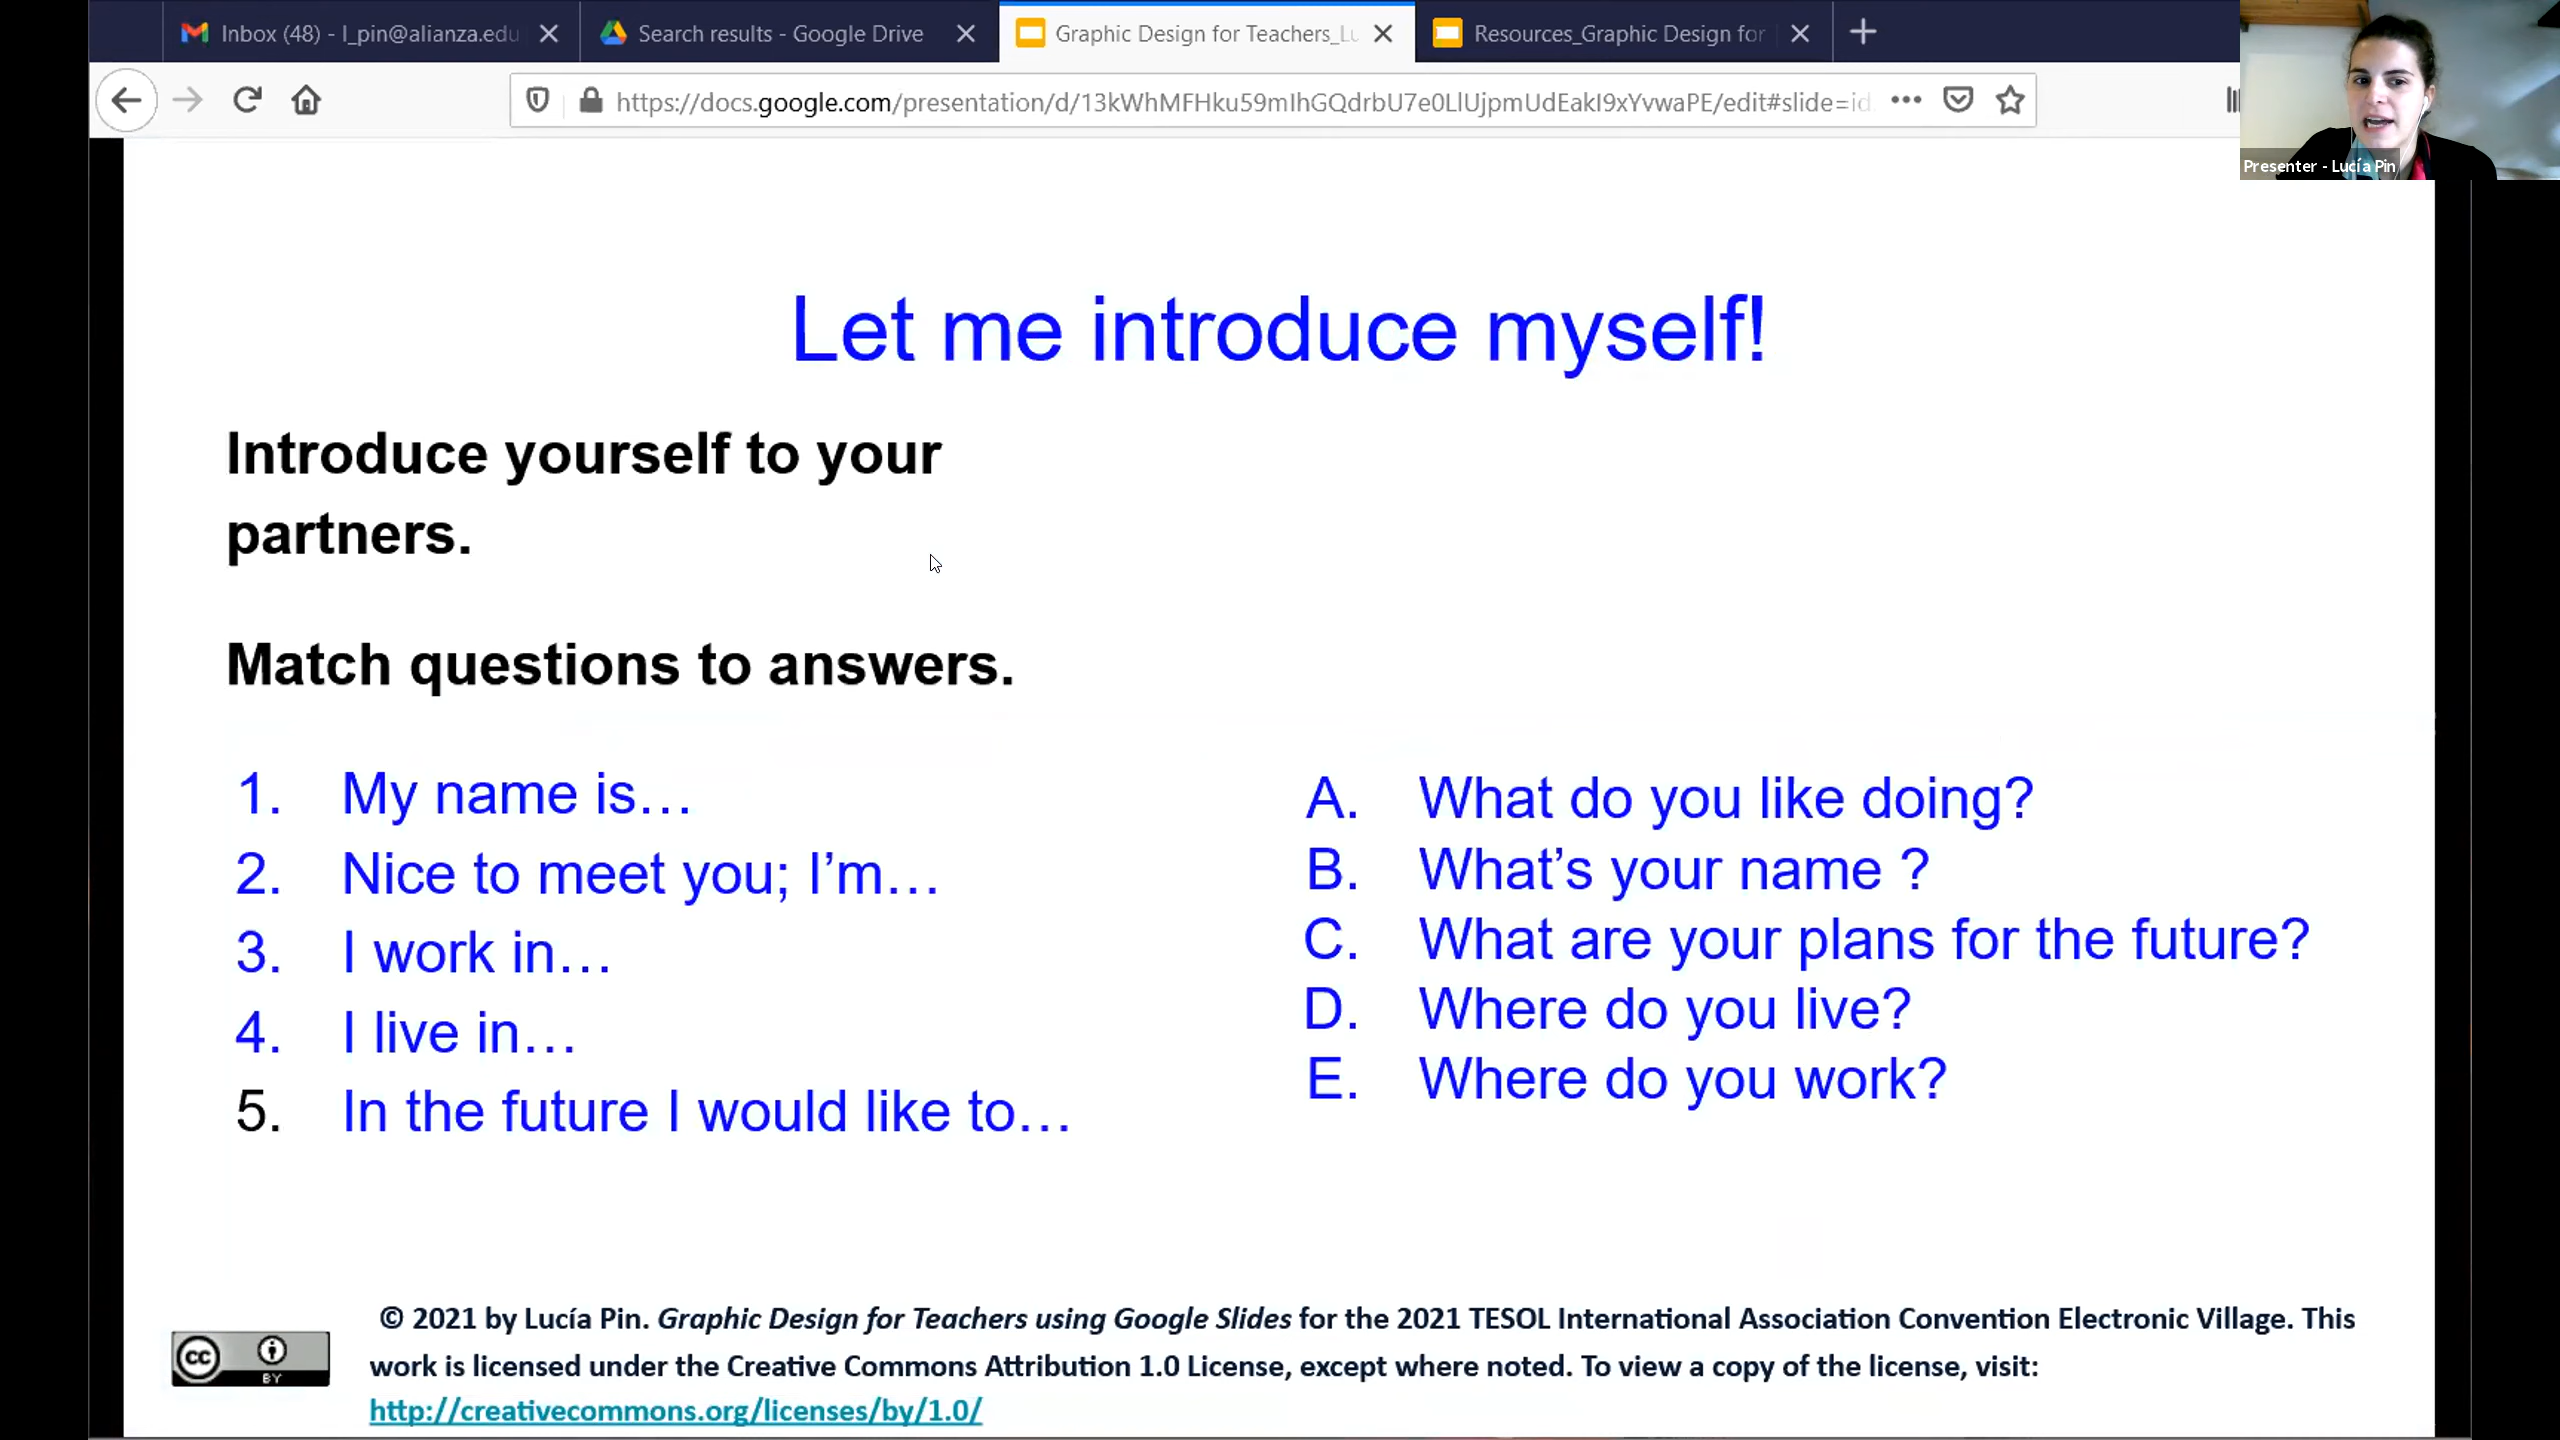 Inbox (48) - l_pin@alianza.edu
Search results - Google Drive
Graphic Design for Teachers_Lu
Resources_Graphic Design for
https://docs.google.com/presentation/d/13kWhMFHku59mIhGQdrbU7e0LlUjpmUdEakI9xYvwaPE/edit#slide=id
Presenter - Lucía Pin
Let me introduce myself!
Introduce yourself to your
partners.
Match questions to answers.
1. My name is…
2. Nice to meet you; I’m…
3. I work in…
4. I live in…
5. In the future I would like to…
A. What do you like doing?
B. What’s your name ?
C. What are your plans for the future?
D. Where do you live?
E. Where do you work?
cc BY
© 2021 by Lucía Pin. Graphic Design for Teachers using Google Slides for the 2021 TESOL International Association Convention Electronic Village. This
work is licensed under the Creative Commons Attribution 1.0 License, except where noted. To view a copy of the license, visit:
http://creativecommons.org/licenses/by/1.0/